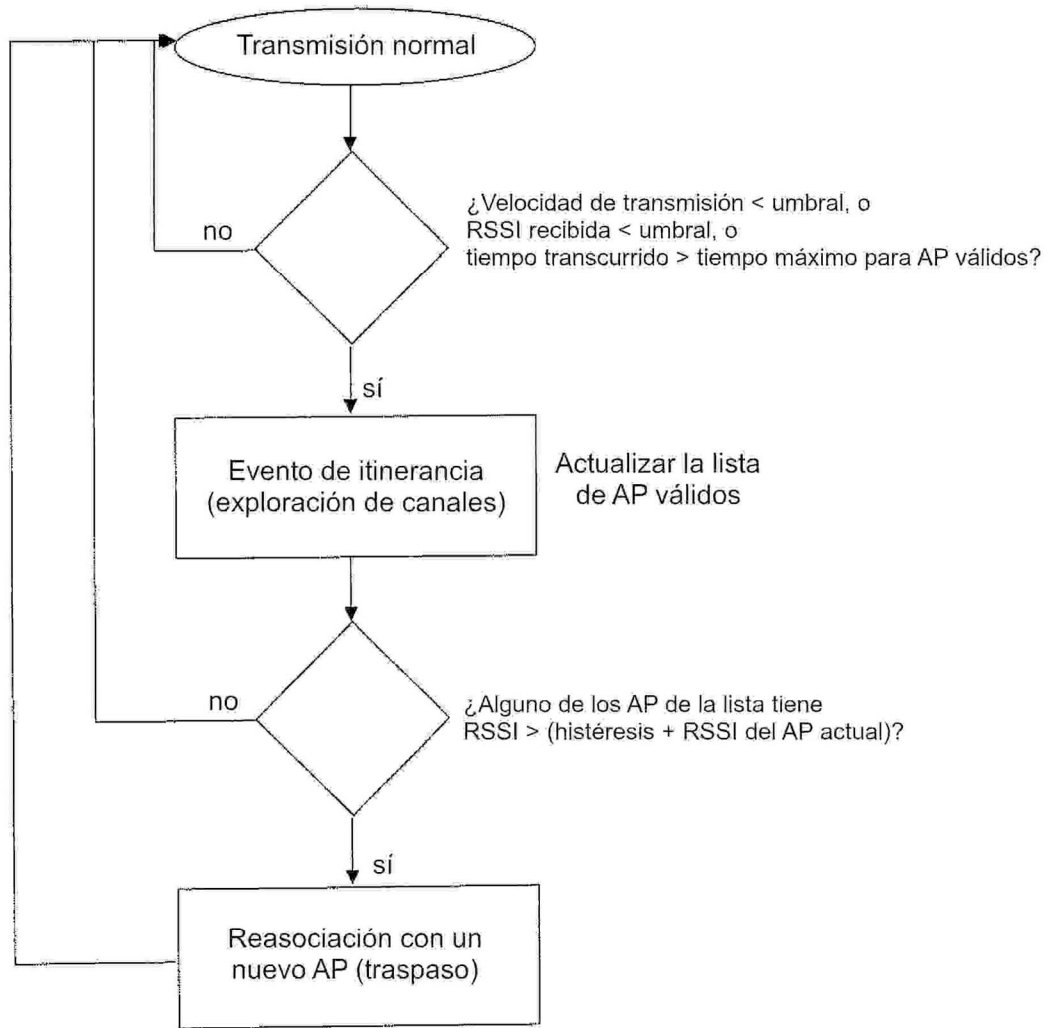 Transmisión normal
no
¿Velocidad de transmisión < umbral, o
RSSI recibida < umbral, o
tiempo transcurrido > tiempo máximo para AP válidos?
sí
Evento de itinerancia
(exploración de canales)
Actualizar la lista
de AP válidos
no
¿Alguno de los AP de la lista tiene
RSSI > (histéresis + RSSI del AP actual)?
sí
Reasociación con un
nuevo AP (traspaso)